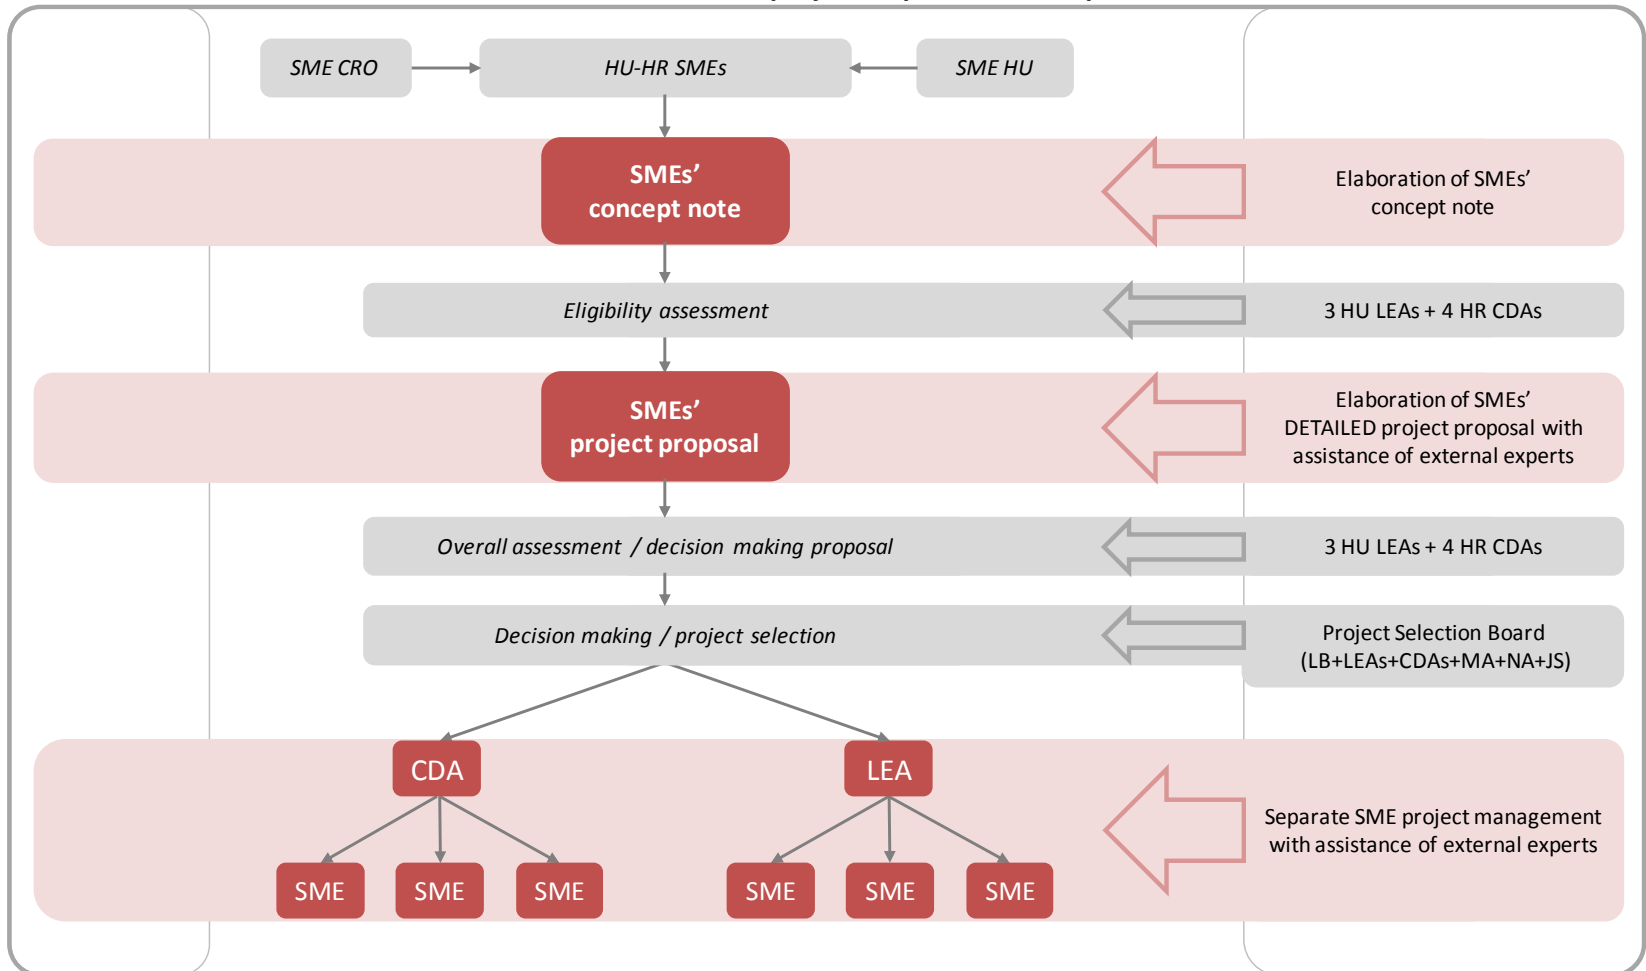 SME CRO
HU-HR SMEs
SME HU
SMEs’
concept note
Elaboration of SMEs’
concept note
Eligibility assessment
3 HU LEAs + 4 HR CDAs
SMEs’
project proposal
Elaboration of SMEs’
DETAILED project proposal with
assistance of external experts
Overall assessment / decision making proposal
3 HU LEAs + 4 HR CDAs
Decision making / project selection
Project Selection Board
(LB+LEAs+CDAs+MA+NA+JS)
CDA
LEA
Separate SME project management
with assistance of external experts
SME
SME
SME
SME
SME
SME